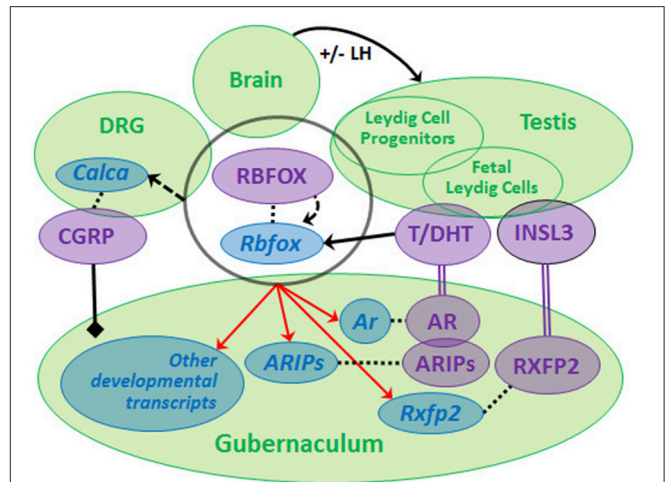 +/- LH
Brain
DRG
Leydig Cell
Progenitors
Testis
Calca
RBFOX
Fetal
Leydig Cells
CGRP
Rbfox
T/DHT
INSL3
Ar
AR
Other
developmental
transcripts
ARIPs
ARIPs
RXFP2
Rxfp2
Gubernaculum